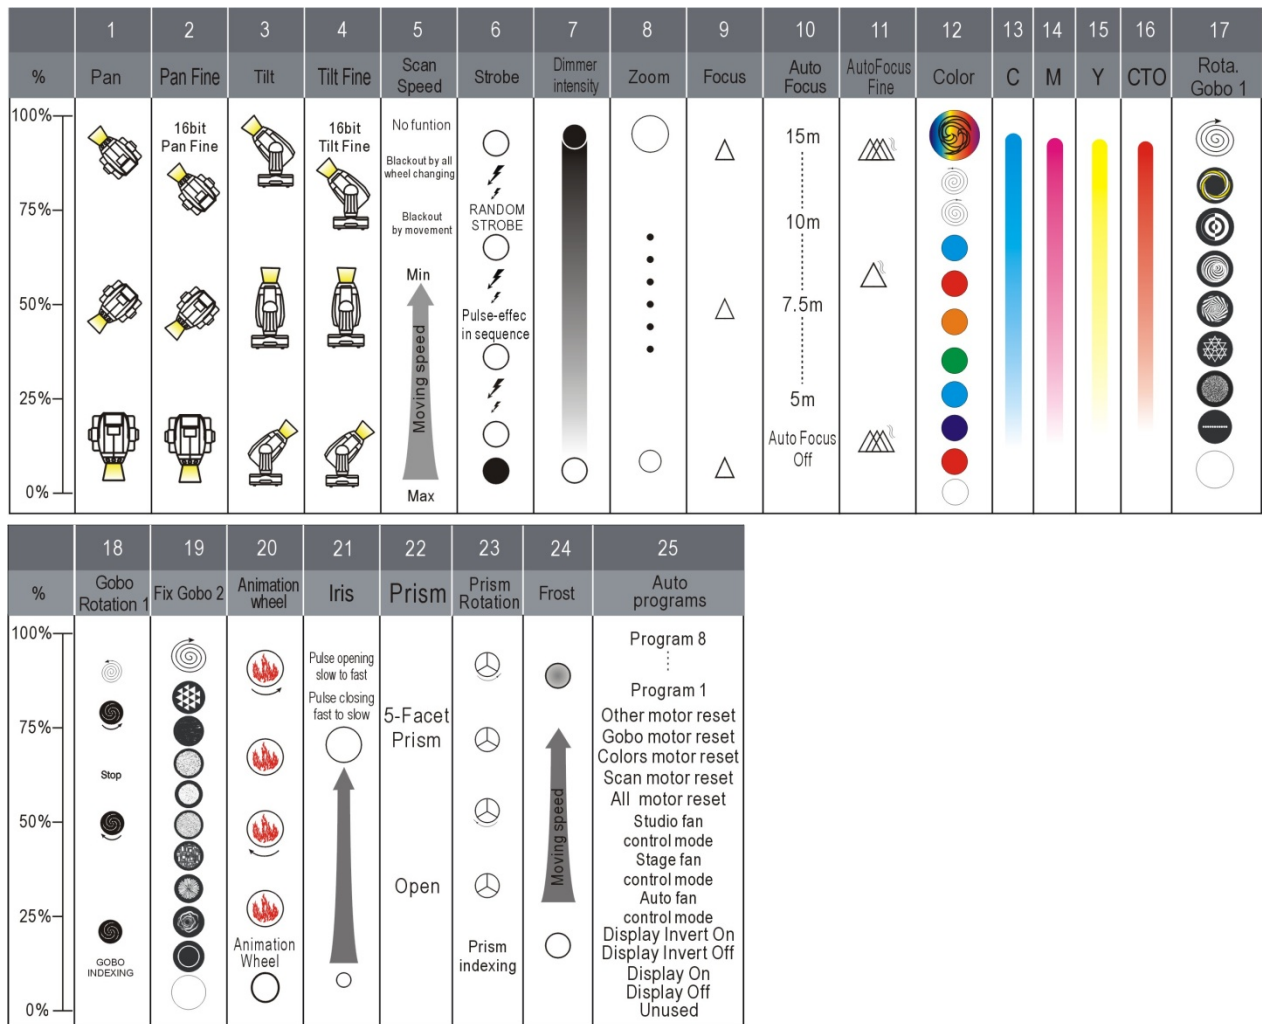 1 2 3 4 5 6 7 8 9 10 11 12 13 14 15 16 17
% Pan Pan Fine Tilt Tilt Fine Scan Speed Strobe Dimmer intensity Zoom Focus Auto Focus AutoFocus Fine Color C M Y CTO Rota. Gobo 1
100%
75%
50%
25%
0%
16bit
Pan Fine
16bit
Tilt Fine
No funtion
Blackout by all
wheel changing
Blackout
by movement
Min
Moving speed
Max
RANDOM
STROBE
Pulse-effec
in sequence
15m
10m
7.5m
5m
Auto Focus
Off
18 19 20 21 22 23 24 25
% Gobo Rotation 1 Fix Gobo 2 Animation wheel Iris Prism Prism Rotation Frost Auto programs
100%
75%
50%
25%
0%
Stop
GOBO
INDEXING
Animation
Wheel
Pulse opening
slow to fast
Pulse closing
fast to slow
5-Facet
Prism
Open
Prism
indexing
Moving speed
Program 8
Program 1
Other motor reset
Gobo motor reset
Colors motor reset
Scan motor reset
All motor reset
Studio fan
control mode
Stage fan
control mode
Auto fan
control mode
Display Invert On
Display Invert Off
Display On
Display Off
Unused